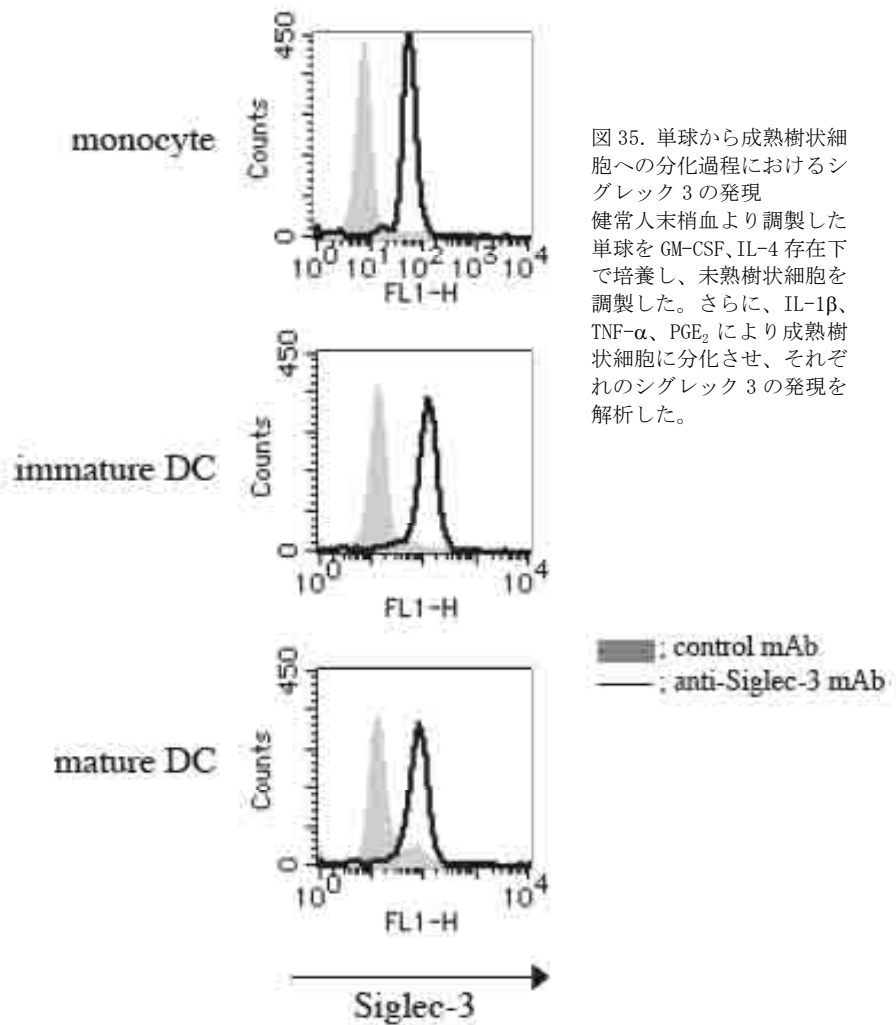 monocyte
450
Counts
0
10^0 10^1 10^2 10^3 10^4
FL1-H
図 35. 単球から成熟樹状細
胞への分化過程におけるシ
グレック 3 の発現
健常人末梢血より調製した
単球を GM-CSF、IL-4 存在下
で培養し、未熟樹状細胞を
調製した。さらに、IL-1β、
TNF-α、PGE₂ により成熟樹
状細胞に分化させ、それぞ
れのシグレック 3 の発現を
解析した。
immature DC
450
Counts
0
10^0 10^4
FL1-H
; control mAb
; anti-Siglec-3 mAb
mature DC
450
Counts
0
10^0 10^4
FL1-H
Siglec-3